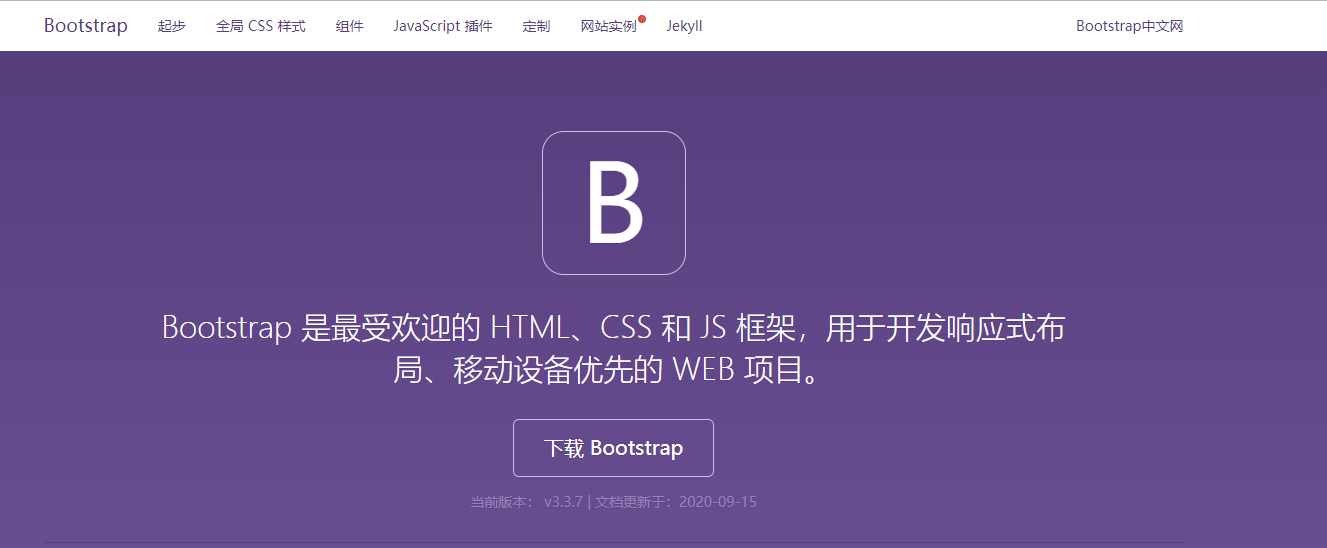 Bootstrap 起步 全局 CSS 样式 组件 JavaScript 插件 定制 网站实例 Jekyll Bootstrap中文网
B
Bootstrap 是最受欢迎的 HTML、CSS 和 JS 框架，用于开发响应式布
局、移动设备优先的 WEB 项目。
下载 Bootstrap
当前版本： v3.3.7 | 文档更新于：2020-09-15